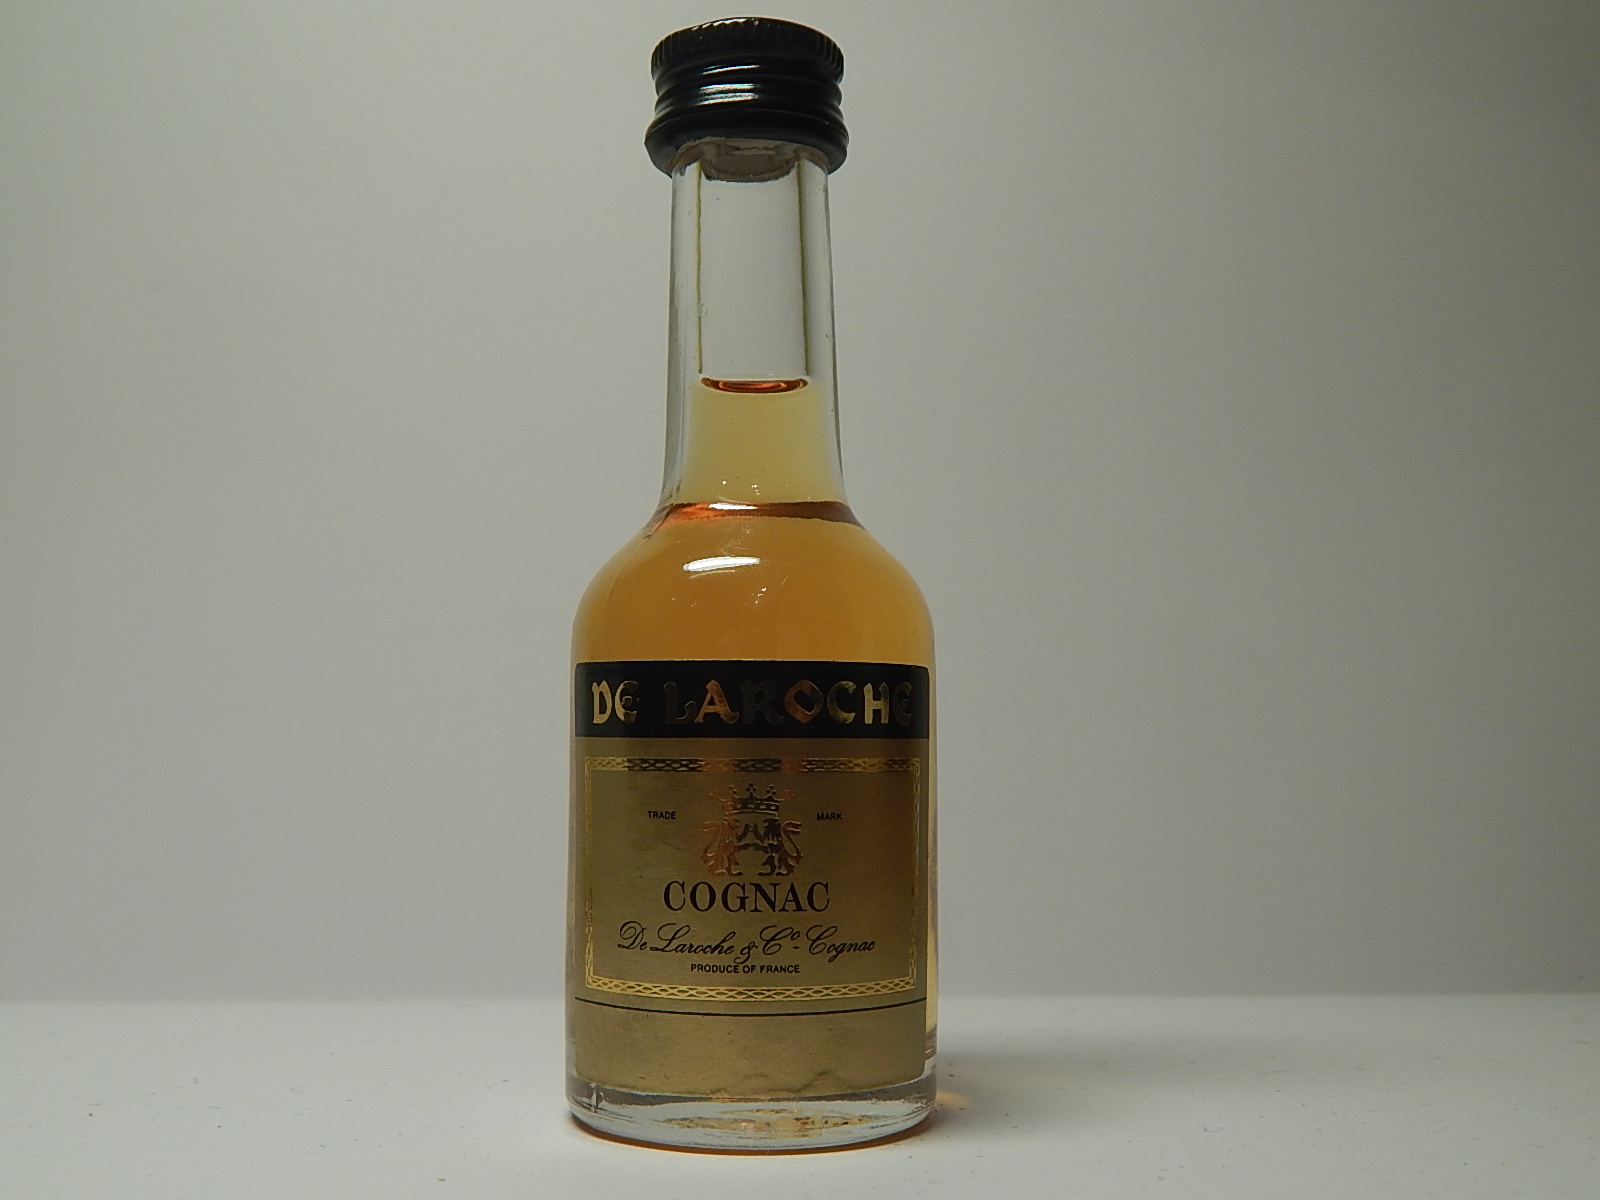 DE LAROCHE
TRADE MARK
COGNAC
De Laroche & Cº - Cognac
PRODUCE OF FRANCE